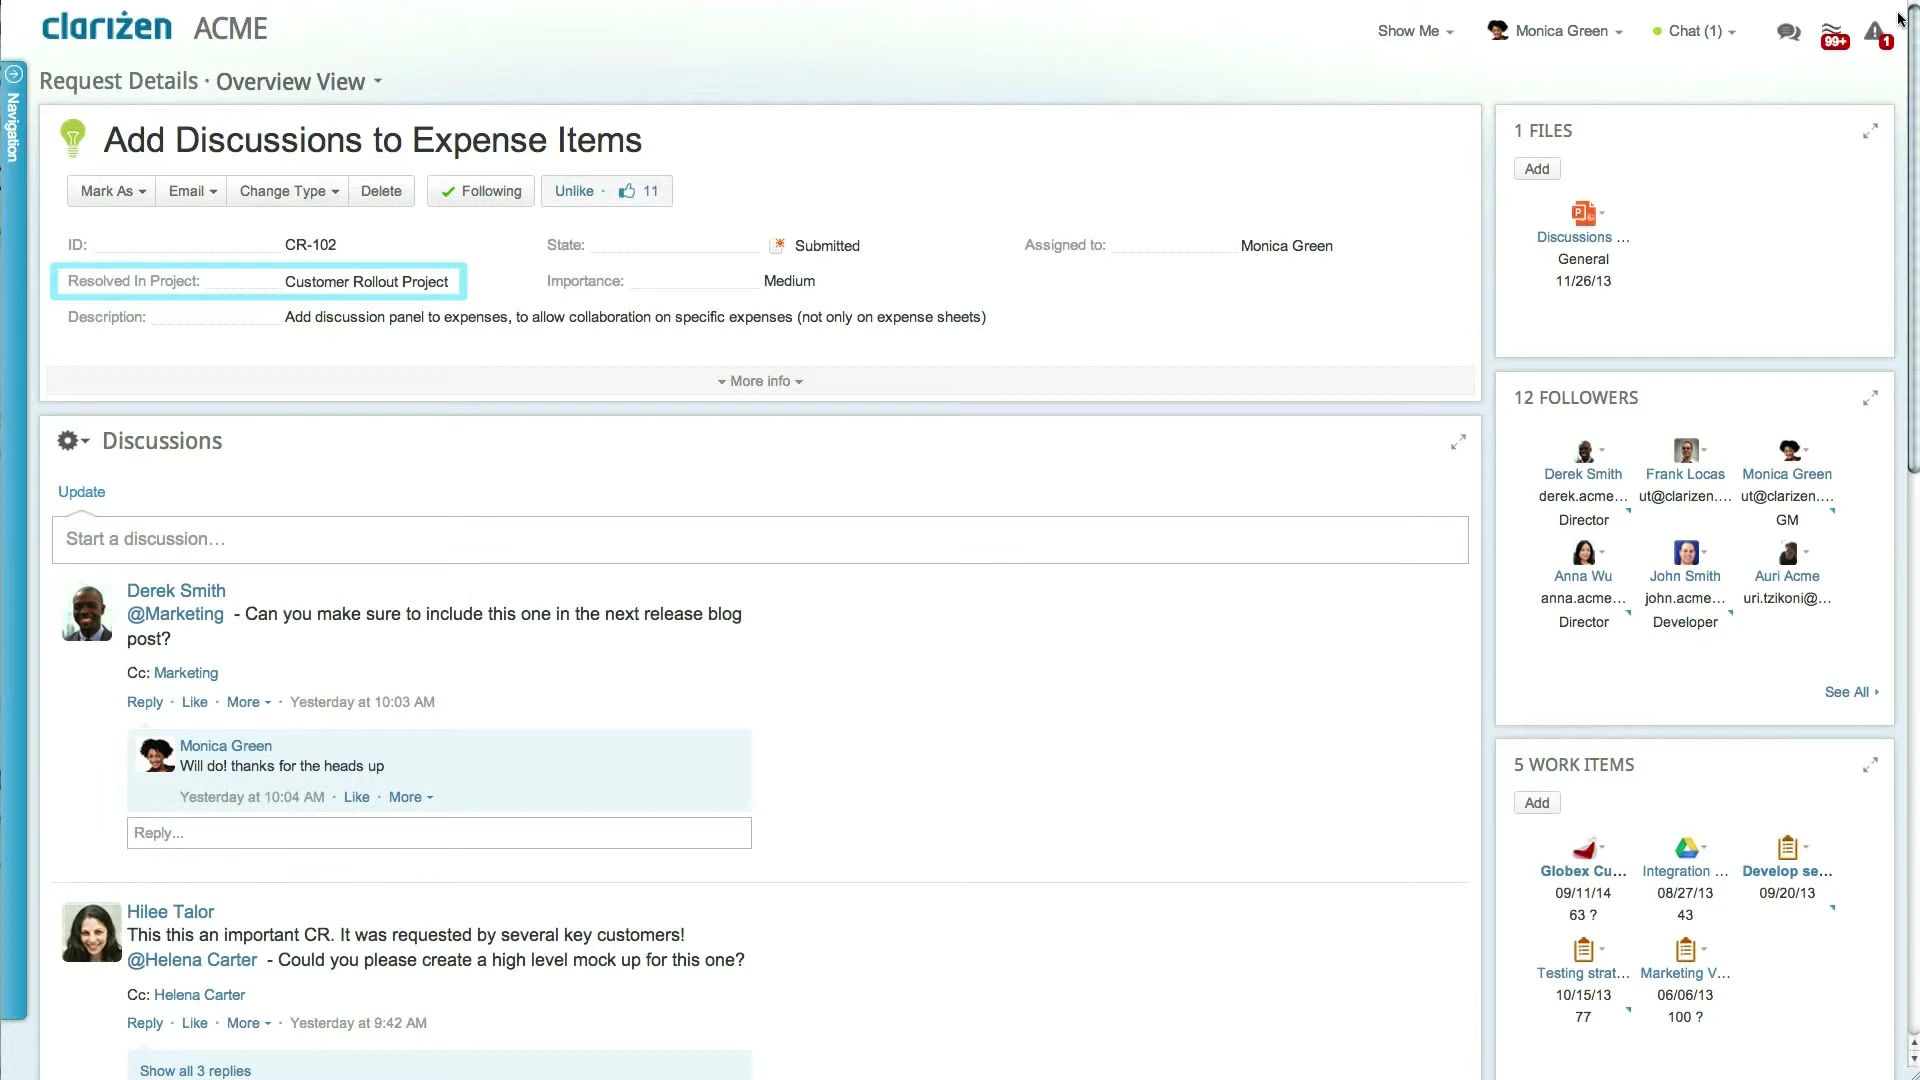 clarizen ACME
Show Me
Monica Green
Chat (1)
99+
1
Navigation
Request Details · Overview View
Add Discussions to Expense Items
Mark As
Email
Change Type
Delete
Following
Unlike · 11
ID: CR-102
State: Submitted
Assigned to: Monica Green
Resolved In Project: Customer Rollout Project
Importance: Medium
Description: Add discussion panel to expenses, to allow collaboration on specific expenses (not only on expense sheets)
More info
Discussions
Update
Start a discussion...
Derek Smith
@Marketing - Can you make sure to include this one in the next release blog
post?
Cc: Marketing
Reply · Like · More · Yesterday at 10:03 AM
Monica Green
Will do! thanks for the heads up
Yesterday at 10:04 AM · Like · More
Reply...
Hilee Talor
This this an important CR. It was requested by several key customers!
@Helena Carter - Could you please create a high level mock up for this one?
Cc: Helena Carter
Reply · Like · More · Yesterday at 9:42 AM
Show all 3 replies
1 FILES
Add
Discussions ...
General
11/26/13
12 FOLLOWERS
Derek Smith Frank Locas Monica Green
derek.acme... ut@clarizen.... ut@clarizen....
Director GM
Anna Wu John Smith Auri Acme
anna.acme... john.acme... uri.tzikoni@...
Director Developer
See All
5 WORK ITEMS
Add
Globex Cu... Integration ... Develop se...
09/11/14 08/27/13 09/20/13
63 ? 43
Testing strat... Marketing V...
10/15/13 06/06/13
77 100 ?